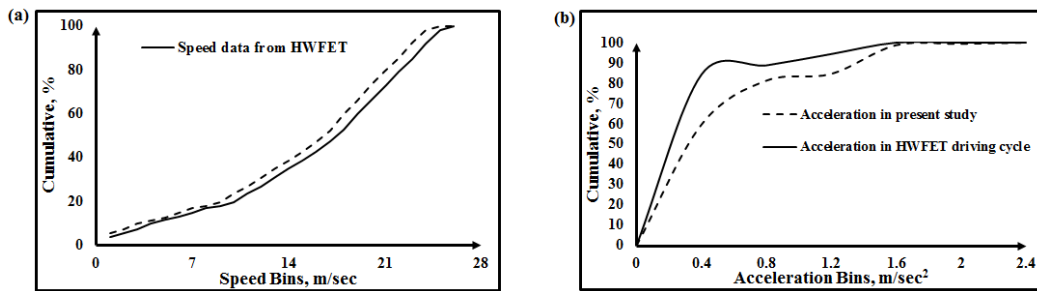 (a)
Cumulative, %
100
80
60
40
20
0
Speed data from HWFET
0 7 14 21 28
Speed Bins, m/sec
(b)
Cumulative, %
100
90
80
70
60
50
40
30
20
10
0
Acceleration in present study
Acceleration in HWFET driving cycle
0 0.4 0.8 1.2 1.6 2 2.4
Acceleration Bins, m/sec²